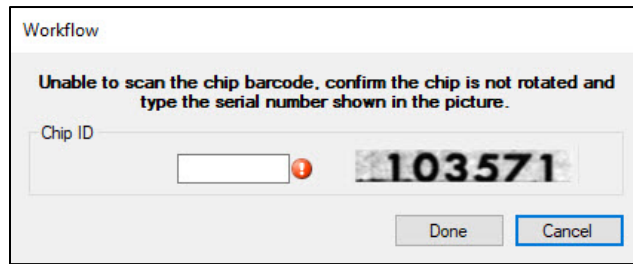 Workflow
Unable to scan the chip barcode, confirm the chip is not rotated and
type the serial number shown in the picture.
Chip ID
103571
Done
Cancel